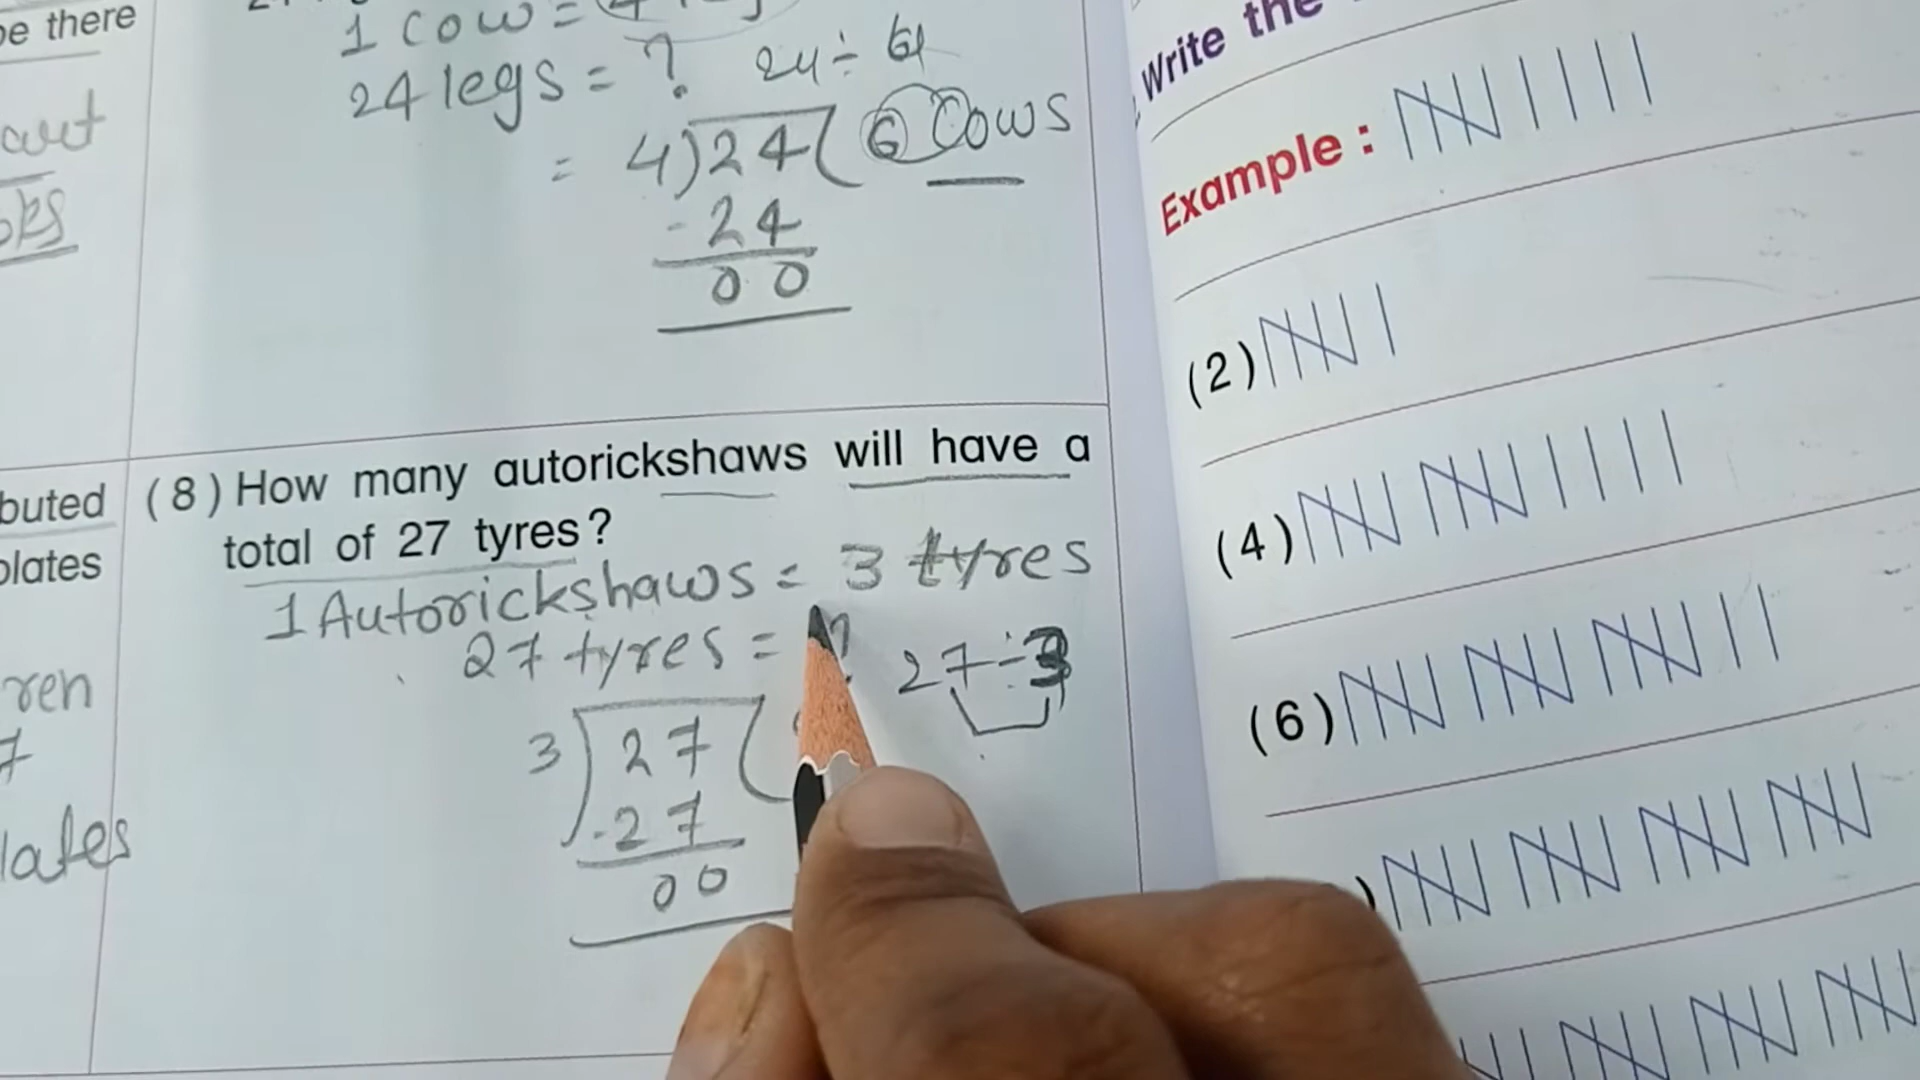 be there
1 cow =
24 legs = ? 24 ÷ 4
= 4)24( 6 Cows
- 24
00
buted
plates
ren
7
lates
(8) How many autorickshaws will have a
total of 27 tyres?
1 Autorickshaws = 3 tyres
27 tyres = ? 27÷3
3)27(
-27
00
Write the
Example :
(2)
(4)
(6)
)